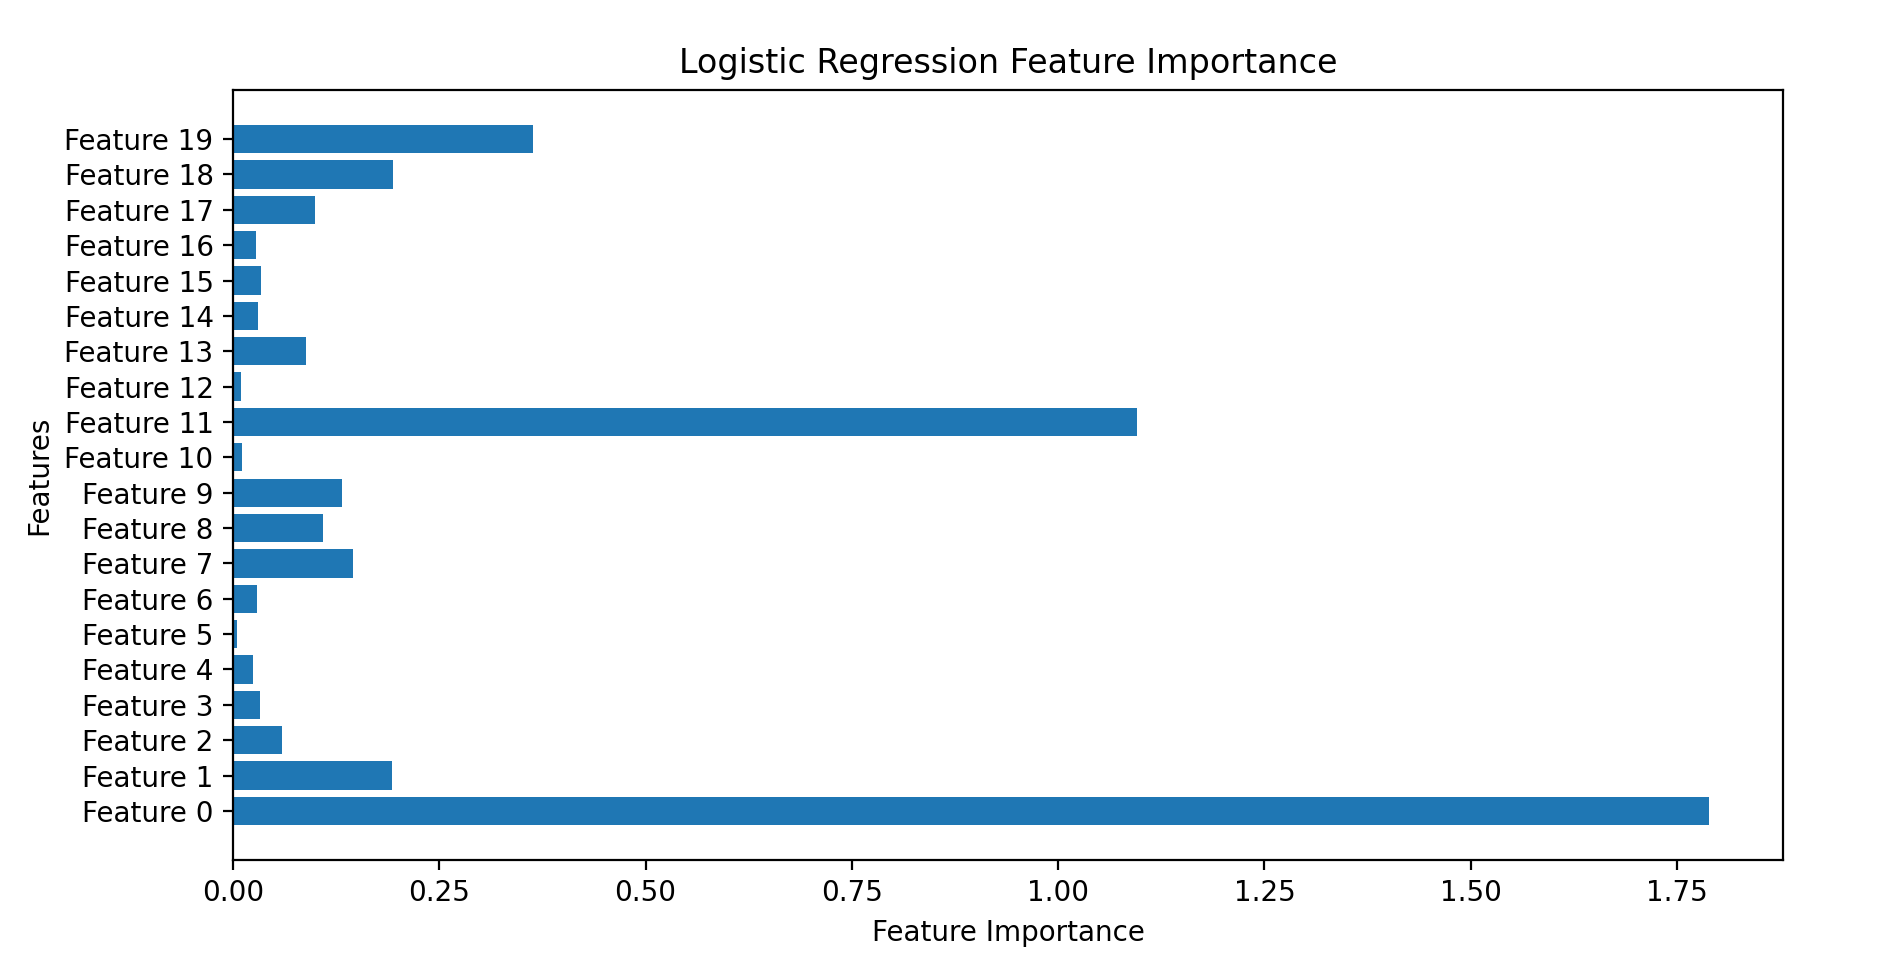 Logistic Regression Feature Importance
Feature 19
Feature 18
Feature 17
Feature 16
Feature 15
Feature 14
Feature 13
Feature 12
Feature 11
Feature 10
Feature 9
Feature 8
Feature 7
Feature 6
Feature 5
Feature 4
Feature 3
Feature 2
Feature 1
Feature 0
Features
0.00 0.25 0.50 0.75 1.00 1.25 1.50 1.75
Feature Importance